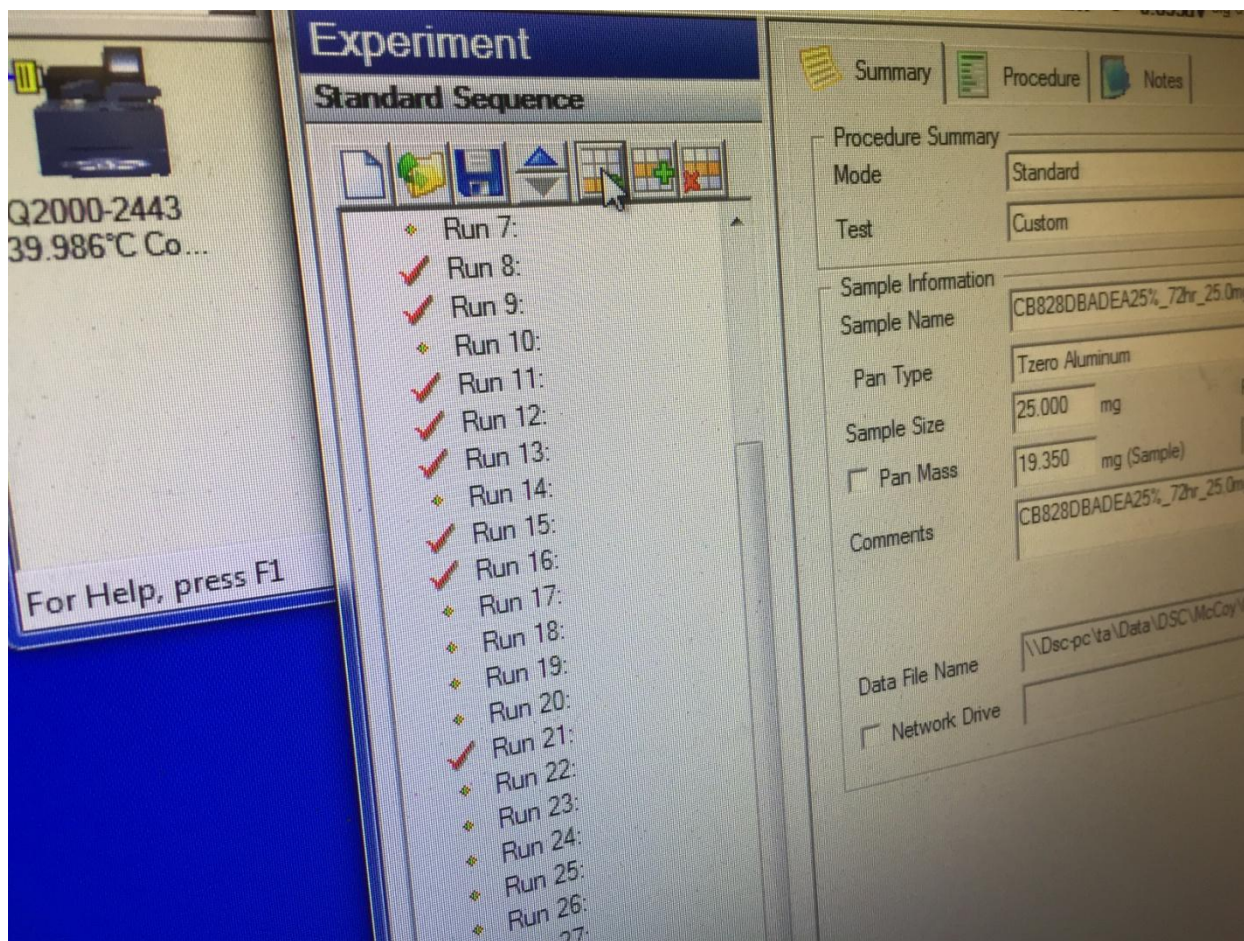 Q2000-2443
39.986°C Co...
For Help, press F1
Experiment
Standard Sequence
Run 7:
Run 8:
Run 9:
Run 10:
Run 11:
Run 12:
Run 13:
Run 14:
Run 15:
Run 16:
Run 17:
Run 18:
Run 19:
Run 20:
Run 21:
Run 22:
Run 23:
Run 24:
Run 25:
Run 26:
27:
Summary Procedure Notes
Procedure Summary
Mode Standard
Test Custom
Sample Information
Sample Name CB828DBADEA25%_72hr_25.0m
Pan Type Tzero Aluminum
Sample Size 25.000 mg
Pan Mass 19.350 mg (Sample)
Comments CB828DBADEA25%_72hr_25.0m
Data File Name \\Dsc-pc\ta\Data\DSC\McCoy\
Network Drive